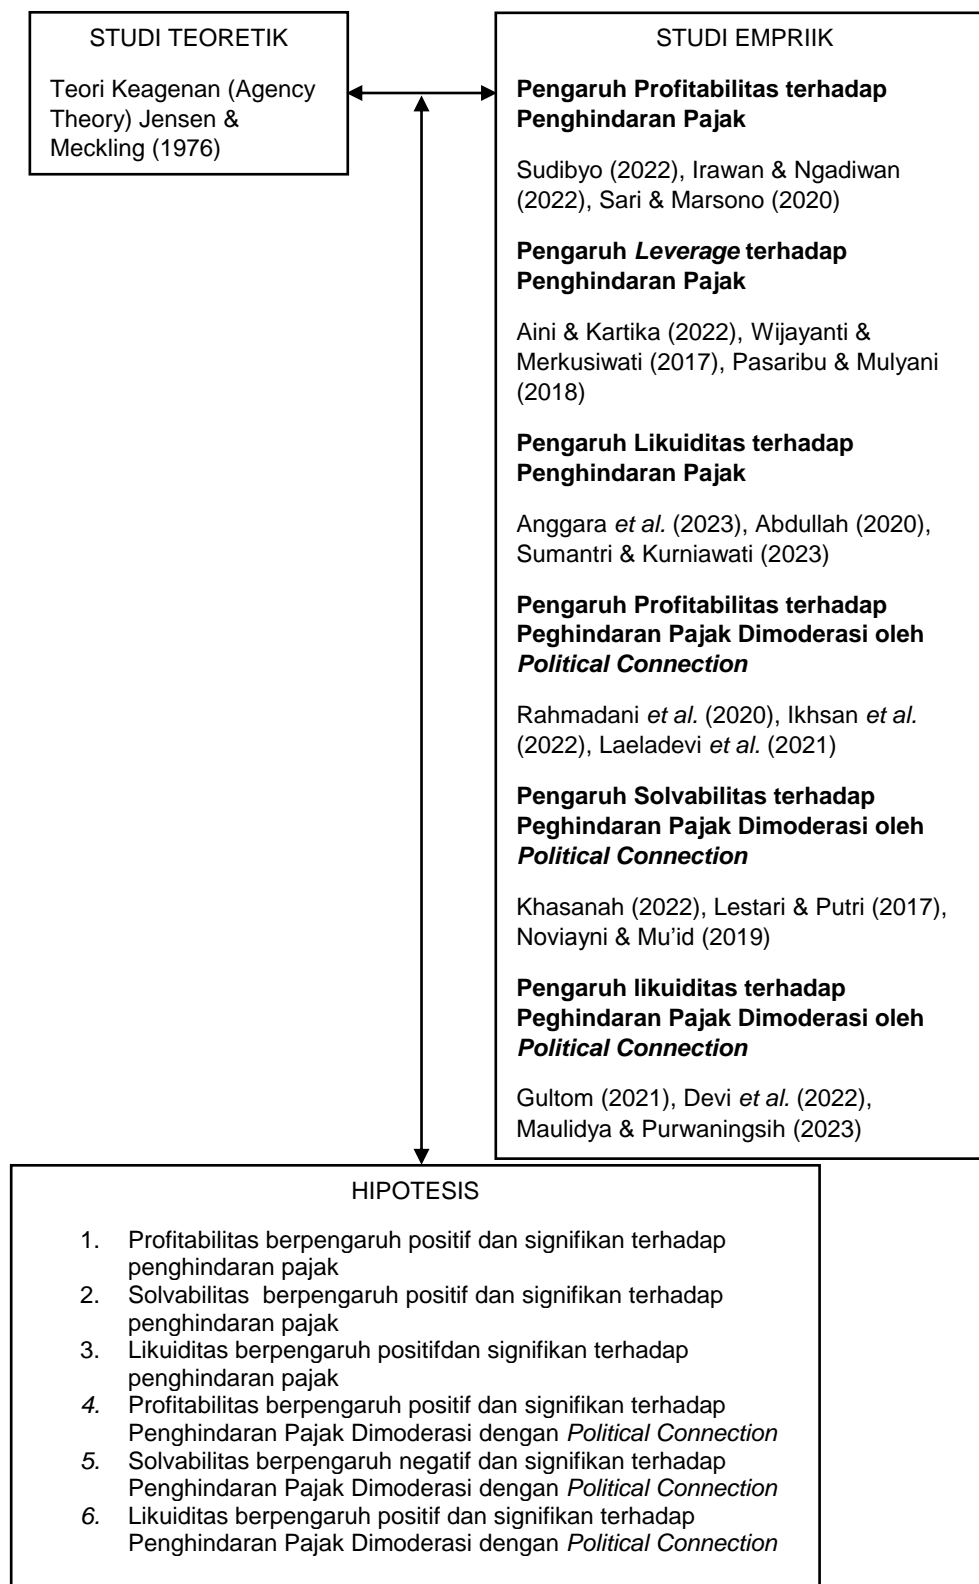 STUDI TEORETIK
Teori Keagenan (Agency
Theory) Jensen &
Meckling (1976)
STUDI EMPRIIK
Pengaruh Profitabilitas terhadap
Penghindaran Pajak
Sudibyo (2022), Irawan & Ngadiwan
(2022), Sari & Marsono (2020)
Pengaruh Leverage terhadap
Penghindaran Pajak
Aini & Kartika (2022), Wijayanti &
Merkusiwati (2017), Pasaribu & Mulyani
(2018)
Pengaruh Likuiditas terhadap
Penghindaran Pajak
Anggara et al. (2023), Abdullah (2020),
Sumantri & Kurniawati (2023)
Pengaruh Profitabilitas terhadap
Peghindaran Pajak Dimoderasi oleh
Political Connection
Rahmadani et al. (2020), Ikhsan et al.
(2022), Laeladevi et al. (2021)
Pengaruh Solvabilitas terhadap
Peghindaran Pajak Dimoderasi oleh
Political Connection
Khasanah (2022), Lestari & Putri (2017),
Noviayni & Mu’id (2019)
Pengaruh likuiditas terhadap
Peghindaran Pajak Dimoderasi oleh
Political Connection
Gultom (2021), Devi et al. (2022),
Maulidya & Purwaningsih (2023)
HIPOTESIS
1. Profitabilitas berpengaruh positif dan signifikan terhadap
penghindaran pajak
2. Solvabilitas berpengaruh positif dan signifikan terhadap
penghindaran pajak
3. Likuiditas berpengaruh positifdan signifikan terhadap
penghindaran pajak
4. Profitabilitas berpengaruh positif dan signifikan terhadap
Penghindaran Pajak Dimoderasi dengan Political Connection
5. Solvabilitas berpengaruh negatif dan signifikan terhadap
Penghindaran Pajak Dimoderasi dengan Political Connection
6. Likuiditas berpengaruh positif dan signifikan terhadap
Penghindaran Pajak Dimoderasi dengan Political Connection